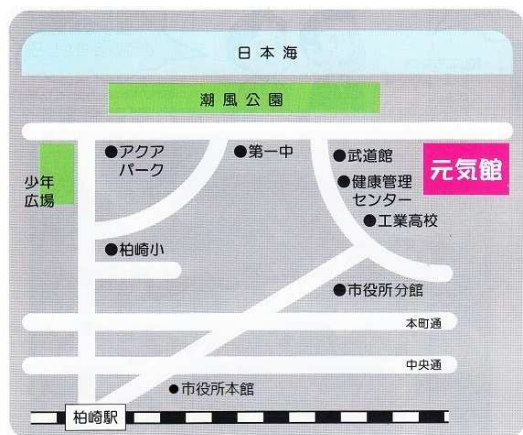 日本海
潮風公園
少年
広場
●アクア
パーク
●第一中
●武道館
●健康管理
センター
●工業高校
元気館
●柏崎小
●市役所分館
本町通
中央通
●市役所本館
柏崎駅